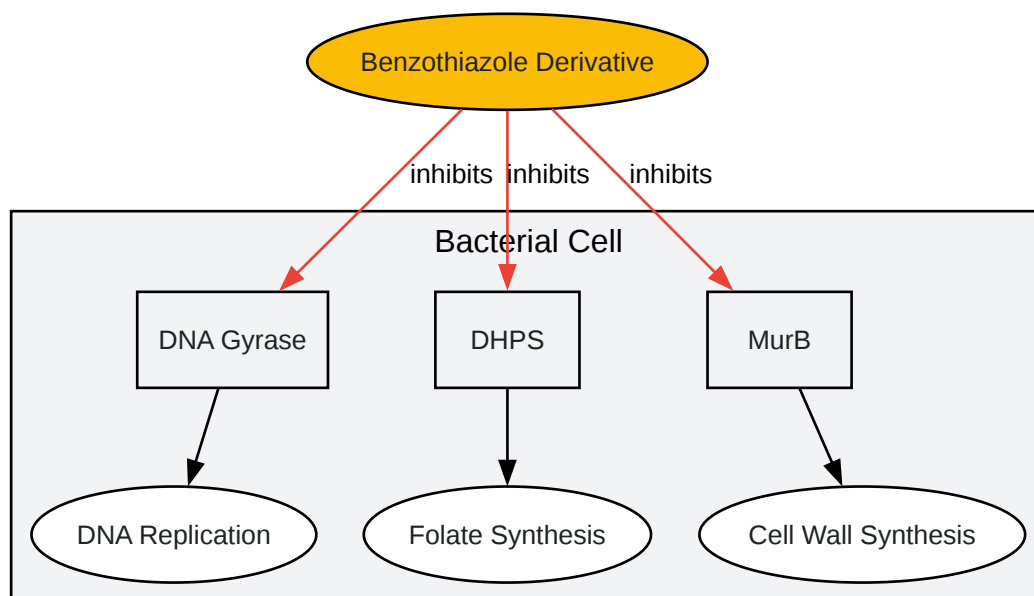 Benzothiazole Derivative
inhibits
inhibits
inhibits
Bacterial Cell
DNA Gyrase
DHPS
MurB
DNA Replication
Folate Synthesis
Cell Wall Synthesis